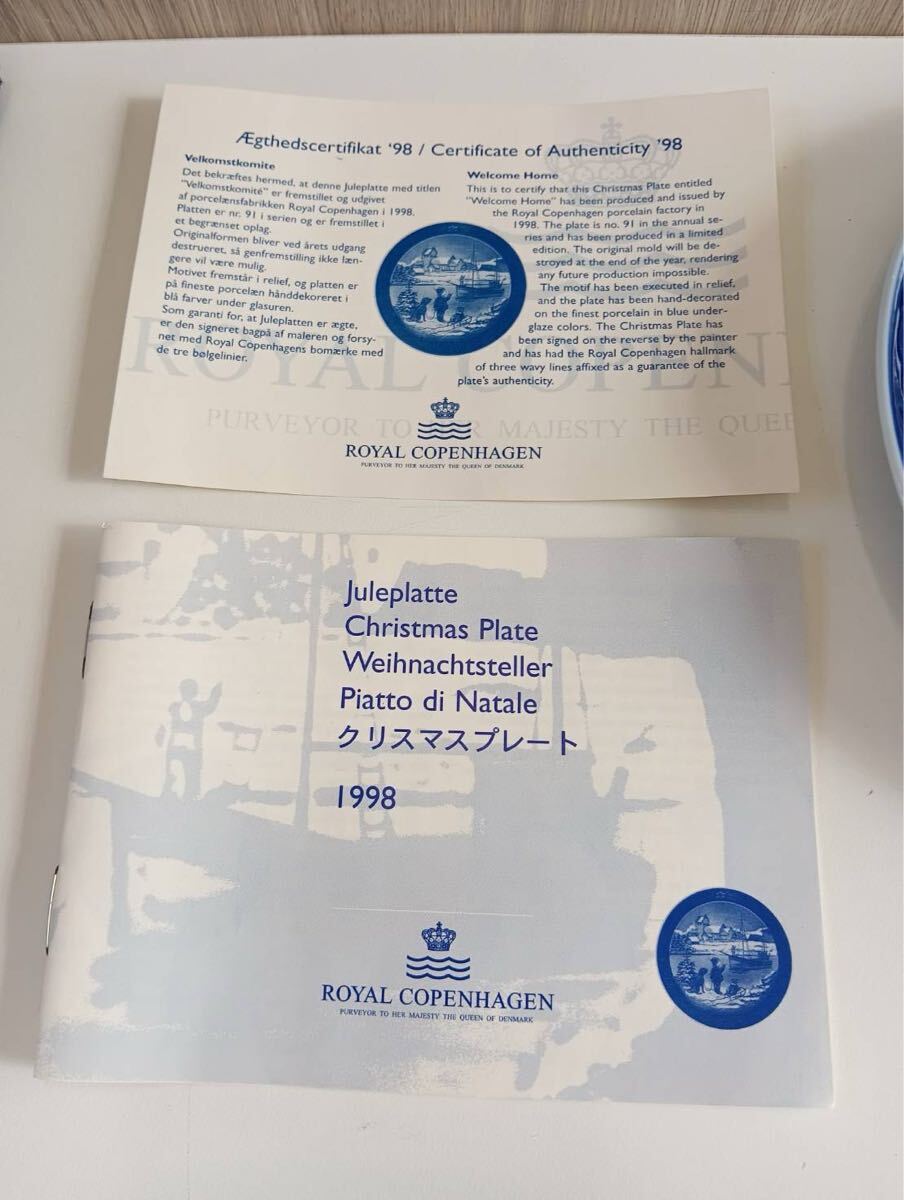 Ægthedscertifikat '98 / Certificate of Authenticity '98
Velkomstkomite
Det bekræftes hermed, at denne Juleplatte med titlen
"Velkomstkomite" er fremstillet og udgivet
af porcelænsfabrikken Royal Copenhagen i 1998.
Platten er nr. 91 i serien og er fremstillet i
et begrænset oplag.
Originalformen bliver ved årets udgang
destrueret, så genfremstilling ikke læn-
gere vil være mulig.
Motivet fremstår i relief, og platten er
på fineste porcelæn hånddekoreret i
blå farver under glasuren.
Som garanti for, at Juleplatten er ægte,
er den signeret bagpå af maleren og forsy-
net med Royal Copenhagens bomærke med
de tre bølgelinier.
Welcome Home
This is to certify that this Christmas Plate entitled
"Welcome Home" has been produced and issued by
the Royal Copenhagen porcelain factory in
1998. The plate is no. 91 in the annual se-
ries and has been produced in a limited
edition. The original mold will be de-
stroyed at the end of the year, rendering
any future production impossible.
The motif has been executed in relief,
and the plate has been hand-decorated
on the finest porcelain in blue under-
glaze colors. The Christmas Plate has
been signed on the reverse by the painter
and has had the Royal Copenhagen hallmark
of three wavy lines affixed as a guarantee of the
plate's authenticity.
ROYAL COPENH
PURVEYOR TO HER MAJESTY THE QUEE
ROYAL COPENHAGEN
PURVEYOR TO HER MAJESTY THE QUEEN OF DENMARK
Juleplatte
Christmas Plate
Weihnachtsteller
Piatto di Natale
クリスマスプレート
1998
ROYAL COPENHAGEN
PURVEYOR TO HER MAJESTY THE QUEEN OF DENMARK